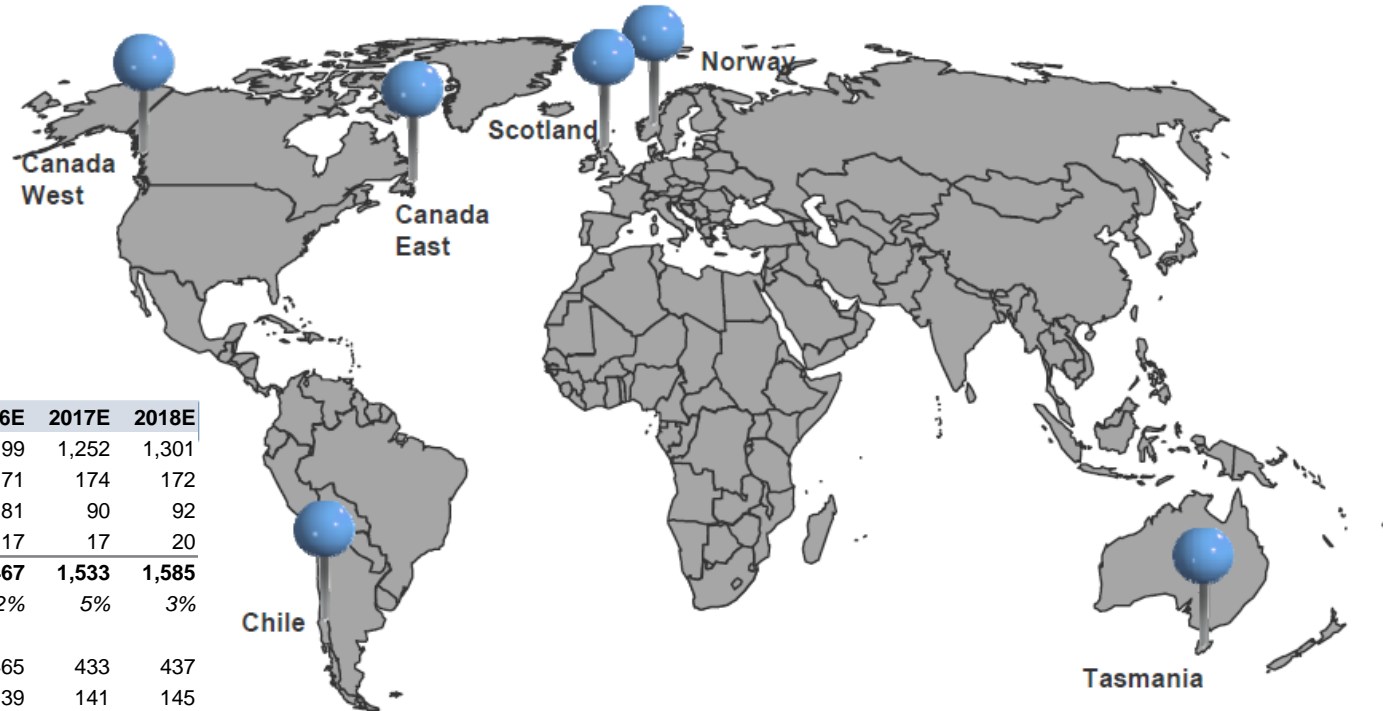 Norway
Scotland
Canada
West
Canada
East
6E 2017E 2018E
99 1,252 1,301
71 174 172
81 90 92
17 17 20
67 1,533 1,585
2% 5% 3%
Chile
65 433 437
39 141 145
Tasmania